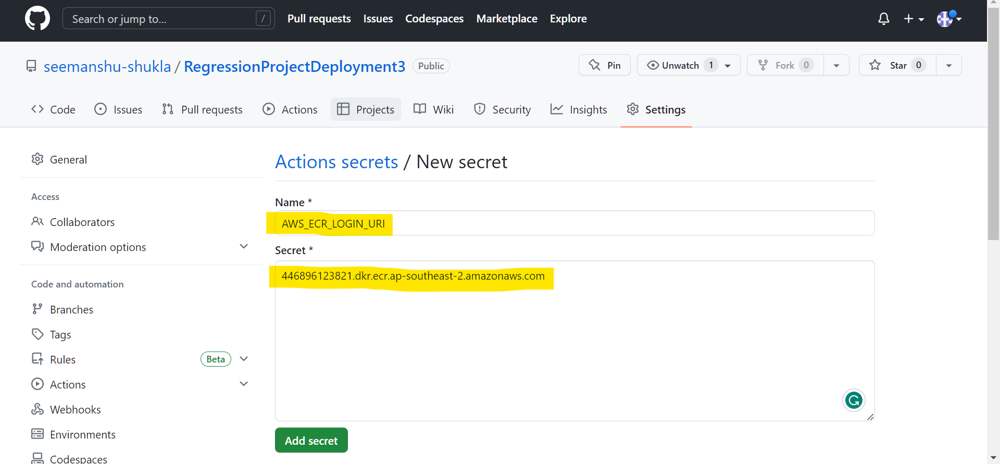 Search or jump to... /
Pull requests Issues Codespaces Marketplace Explore
seemanshu-shukla / RegressionProjectDeployment3 Public
Pin Unwatch 1 Fork 0 Star 0
Code Issues Pull requests Actions Projects Wiki Security Insights Settings
General
Access
Collaborators
Moderation options
Code and automation
Branches
Tags
Rules Beta
Actions
Webhooks
Environments
Codespaces
Actions secrets / New secret
Name *
AWS_ECR_LOGIN_URI
Secret *
446896123821.dkr.ecr.ap-southeast-2.amazonaws.com
Add secret